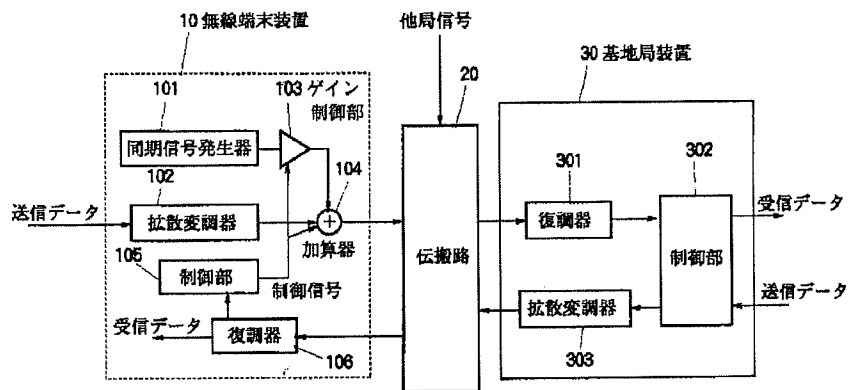 10 無線端末装置
他局信号
30 基地局装置
101
103 ゲイン
制御部
20
同期信号発生器
102
104
301
302
送信データ
拡散変調器
加算器
復調器
受信データ
105
制御部
制御信号
伝搬路
制御部
拡散変調器
送信データ
受信データ
復調器
106
303